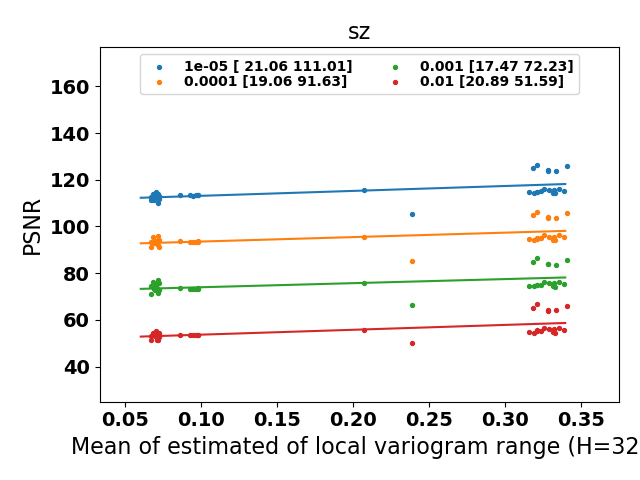 sz
1e-05 [ 21.06 111.01]
0.0001 [19.06 91.63]
0.001 [17.47 72.23]
0.01 [20.89 51.59]
PSNR
160
140
120
100
80
60
40
0.05 0.10 0.15 0.20 0.25 0.30 0.35
Mean of estimated of local variogram range (H=32